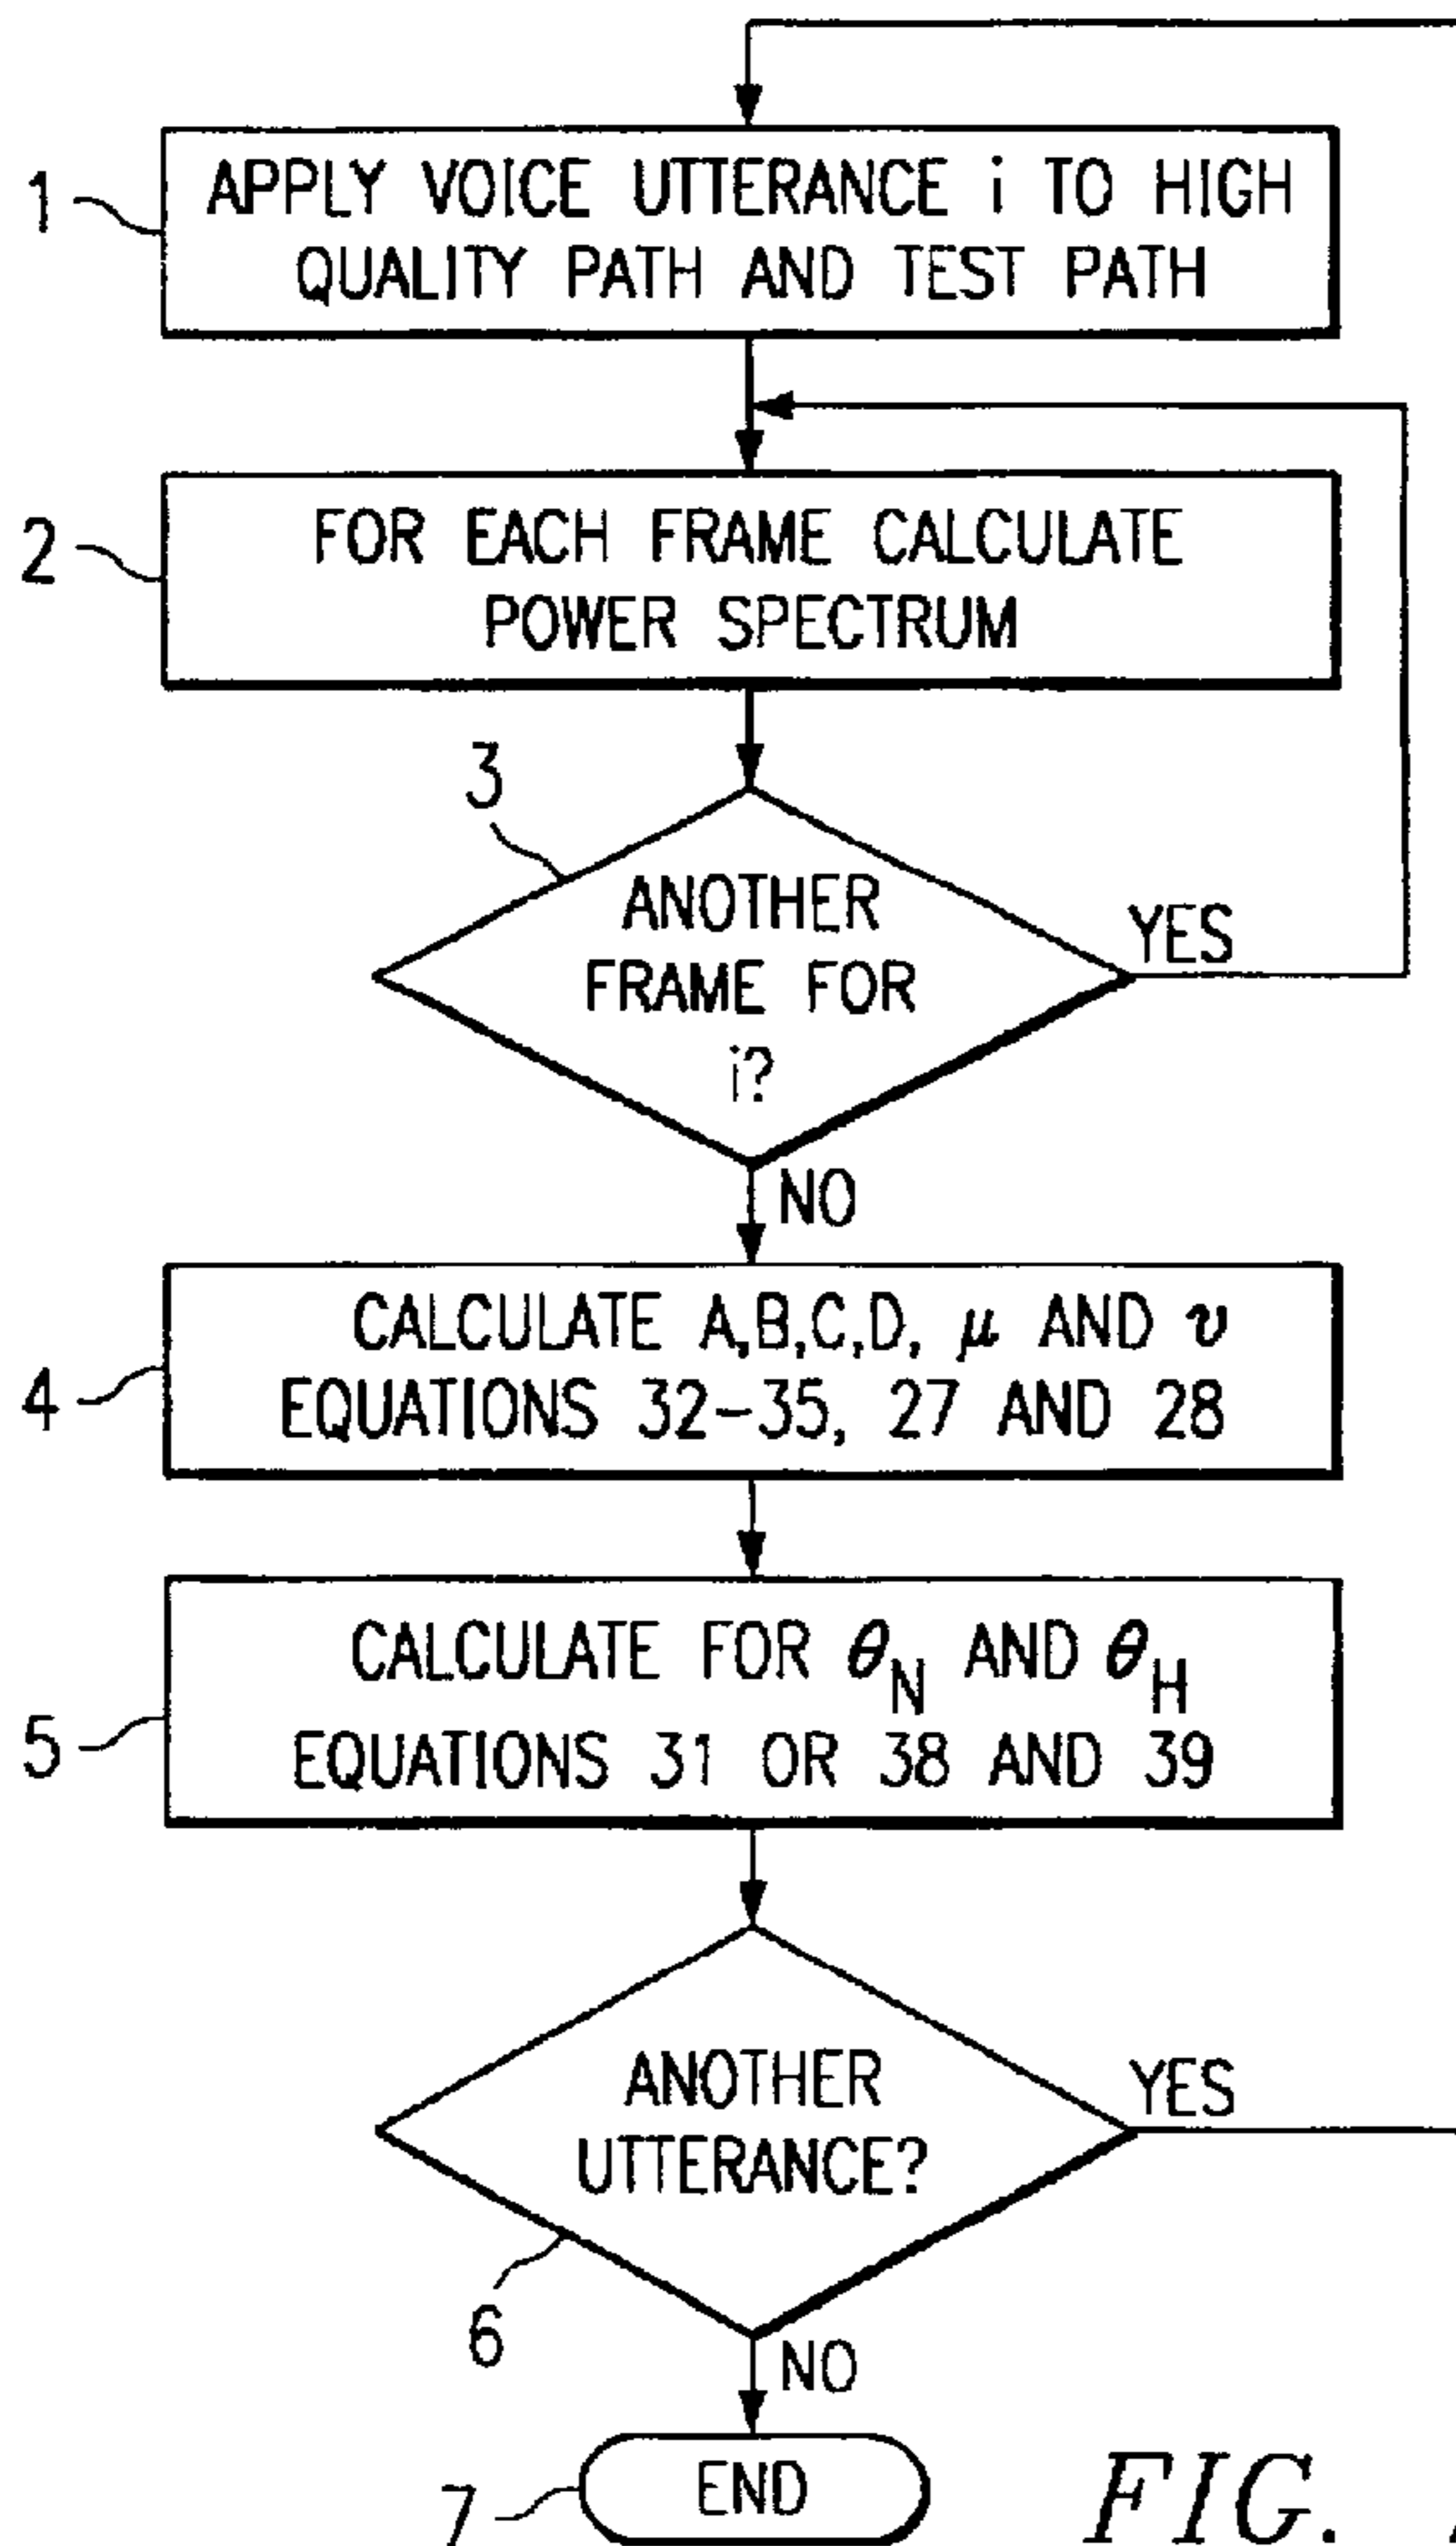 1
APPLY VOICE UTTERANCE i TO HIGH
QUALITY PATH AND TEST PATH
2
FOR EACH FRAME CALCULATE
POWER SPECTRUM
3
ANOTHER
FRAME FOR
i?
YES
NO
4
CALCULATE A,B,C,D, μ AND υ
EQUATIONS 32-35, 27 AND 28
5
CALCULATE FOR θN AND θH
EQUATIONS 31 OR 38 AND 39
ANOTHER
UTTERANCE?
YES
6
NO
7
END
FIG.